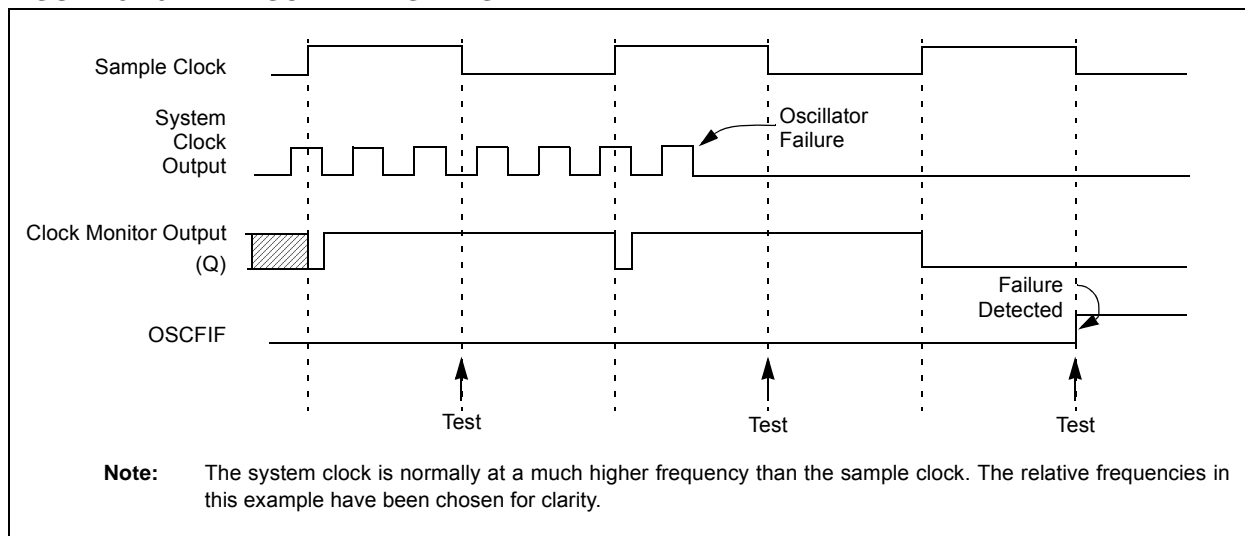 Sample Clock
System
Clock
Output
Oscillator
Failure
Clock Monitor Output
(Q)
Failure
Detected
OSCFIF
Test
Test
Test
Note: The system clock is normally at a much higher frequency than the sample clock. The relative frequencies in
this example have been chosen for clarity.